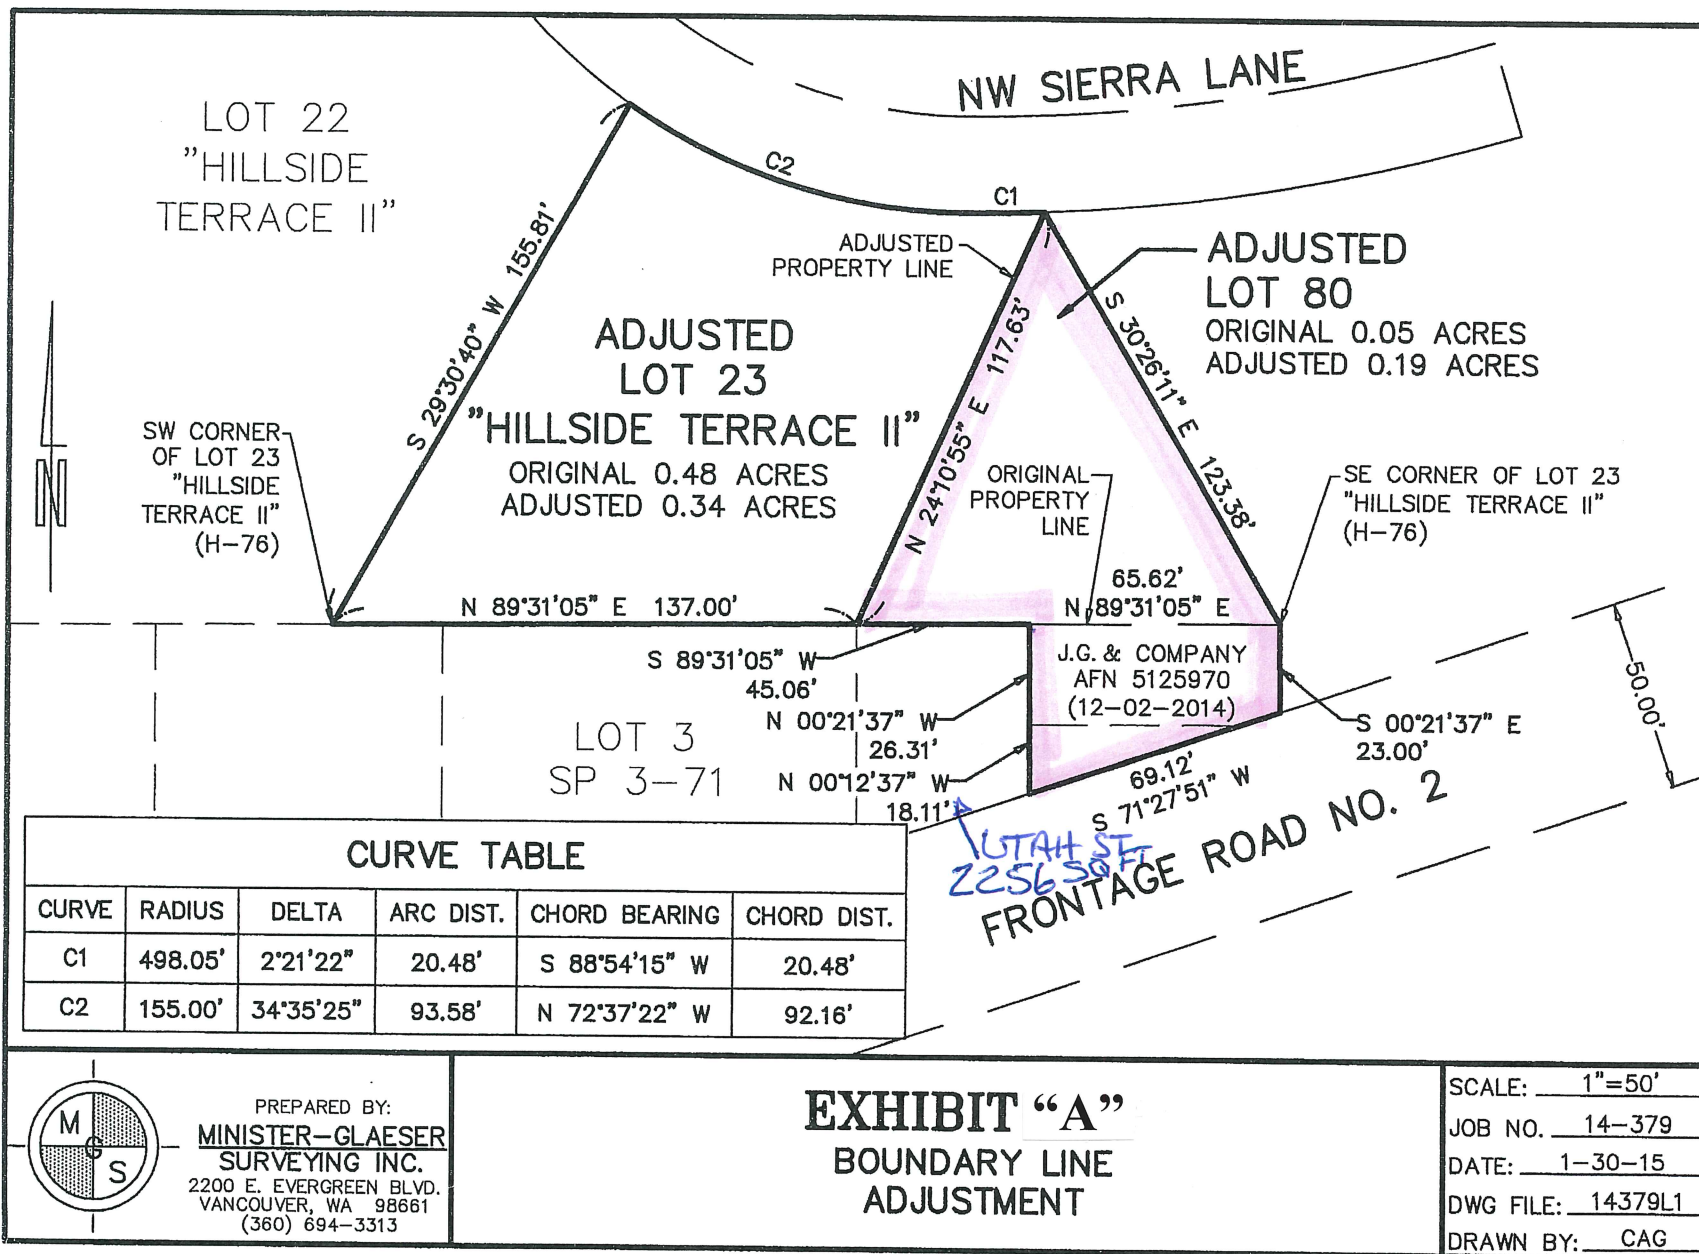 NW SIERRA LANE
LOT 22
"HILLSIDE
TERRACE II"
C2
C1
S 29°30'40" W 155.81'
ADJUSTED
PROPERTY LINE
ADJUSTED
LOT 80
ORIGINAL 0.05 ACRES
ADJUSTED 0.19 ACRES
ADJUSTED
LOT 23
"HILLSIDE TERRACE II"
ORIGINAL 0.48 ACRES
ADJUSTED 0.34 ACRES
N 24°10'55" E 117.63'
S 30°26'11" E 123.38'
SW CORNER
OF LOT 23
"HILLSIDE
TERRACE II"
(H-76)
N
ORIGINAL
PROPERTY
LINE
SE CORNER OF LOT 23
"HILLSIDE TERRACE II"
(H-76)
N 89°31'05" E 137.00'
65.62'
N 89°31'05" E
S 89°31'05" W
45.06'
J.G. & COMPANY
AFN 5125970
(12-02-2014)
N 00°21'37" W
26.31'
N 00°12'37" W
18.11'
S 00°21'37" E
23.00'
50.00'
LOT 3
SP 3-71
69.12'
S 71°27'51" W
UTAH ST.
2256 SQ FT
FRONTAGE ROAD NO. 2
CURVE TABLE
CURVE RADIUS DELTA ARC DIST. CHORD BEARING CHORD DIST.
C1 498.05' 2°21'22" 20.48' S 88°54'15" W 20.48'
C2 155.00' 34°35'25" 93.58' N 72°37'22" W 92.16'
M
G
S
PREPARED BY:
MINISTER-GLAESER
SURVEYING INC.
2200 E. EVERGREEN BLVD.
VANCOUVER, WA 98661
(360) 694-3313
EXHIBIT "A"
BOUNDARY LINE
ADJUSTMENT
SCALE: 1"=50'
JOB NO. 14-379
DATE: 1-30-15
DWG FILE: 14379L1
DRAWN BY: CAG